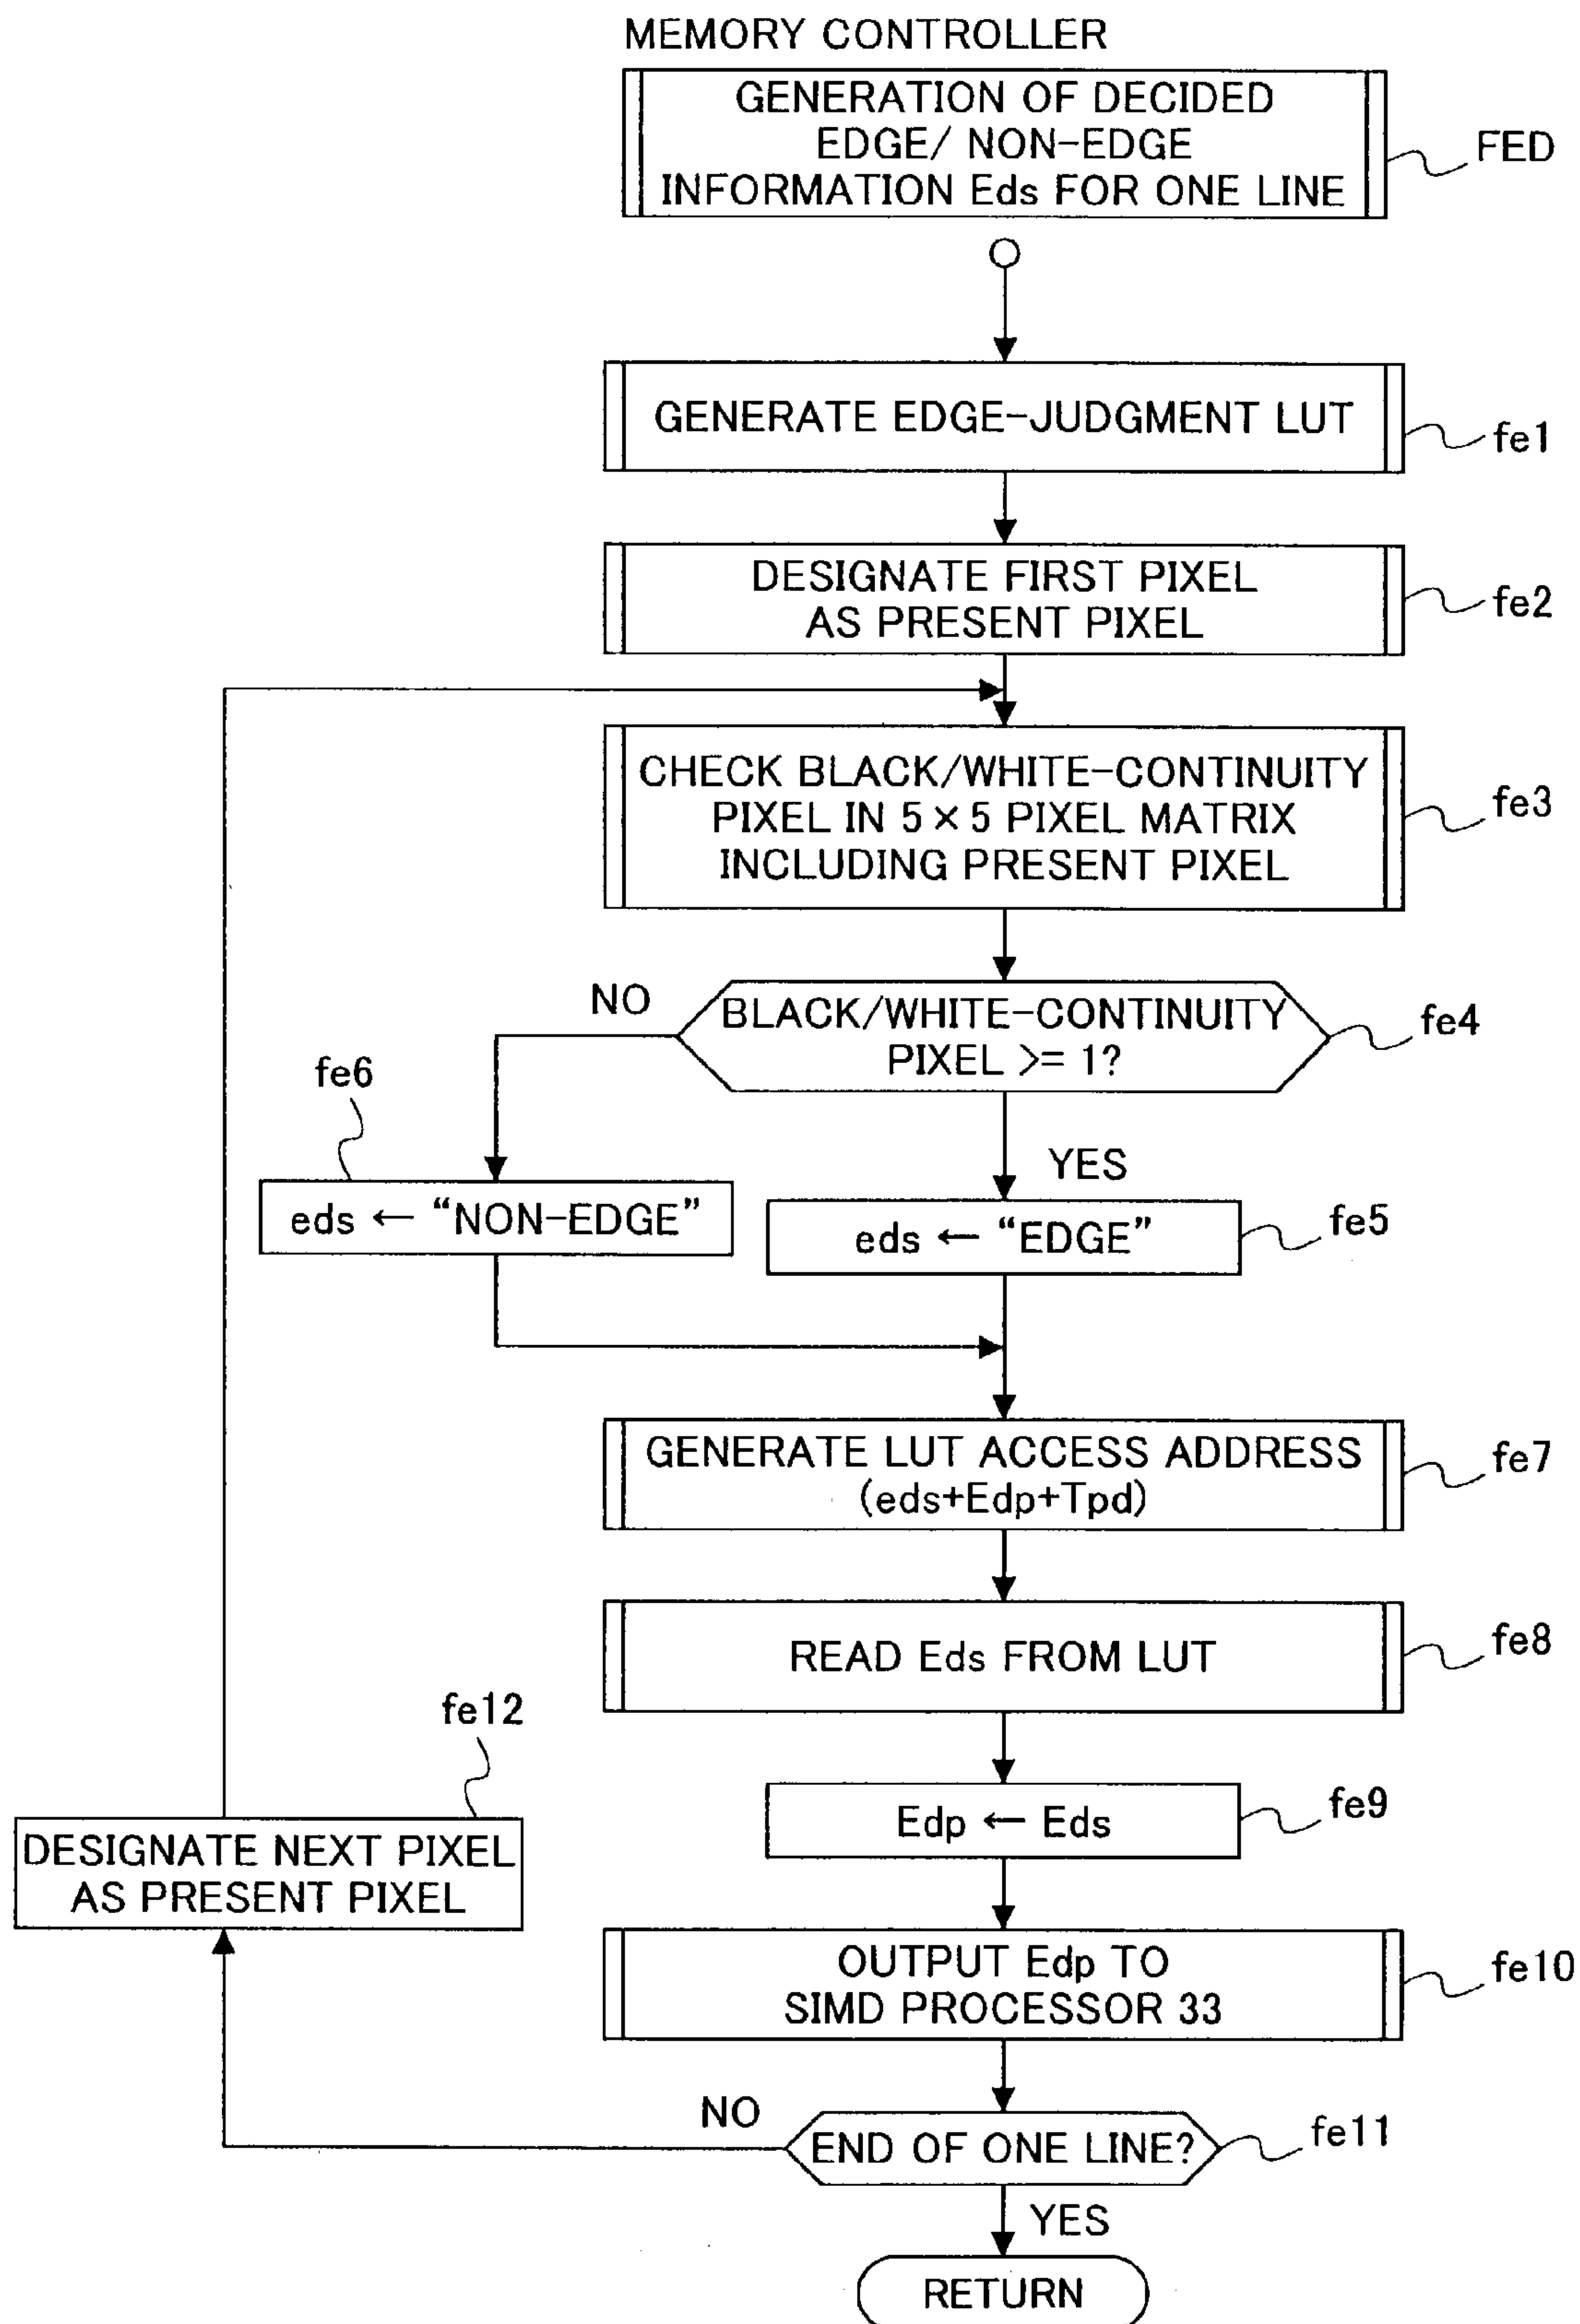 MEMORY CONTROLLER
GENERATION OF DECIDED
EDGE/ NON-EDGE
INFORMATION Eds FOR ONE LINE
FED
GENERATE EDGE-JUDGMENT LUT
fe1
DESIGNATE FIRST PIXEL
AS PRESENT PIXEL
fe2
CHECK BLACK/WHITE-CONTINUITY
PIXEL IN 5 × 5 PIXEL MATRIX
INCLUDING PRESENT PIXEL
fe3
NO
BLACK/WHITE-CONTINUITY
PIXEL >= 1?
fe4
fe6
YES
eds ← “NON-EDGE”
eds ← “EDGE”
fe5
GENERATE LUT ACCESS ADDRESS
(eds+Edp+Tpd)
fe7
READ Eds FROM LUT
fe8
fe12
Edp ← Eds
fe9
DESIGNATE NEXT PIXEL
AS PRESENT PIXEL
OUTPUT Edp TO
SIMD PROCESSOR 33
fe10
NO
END OF ONE LINE?
fe11
YES
RETURN